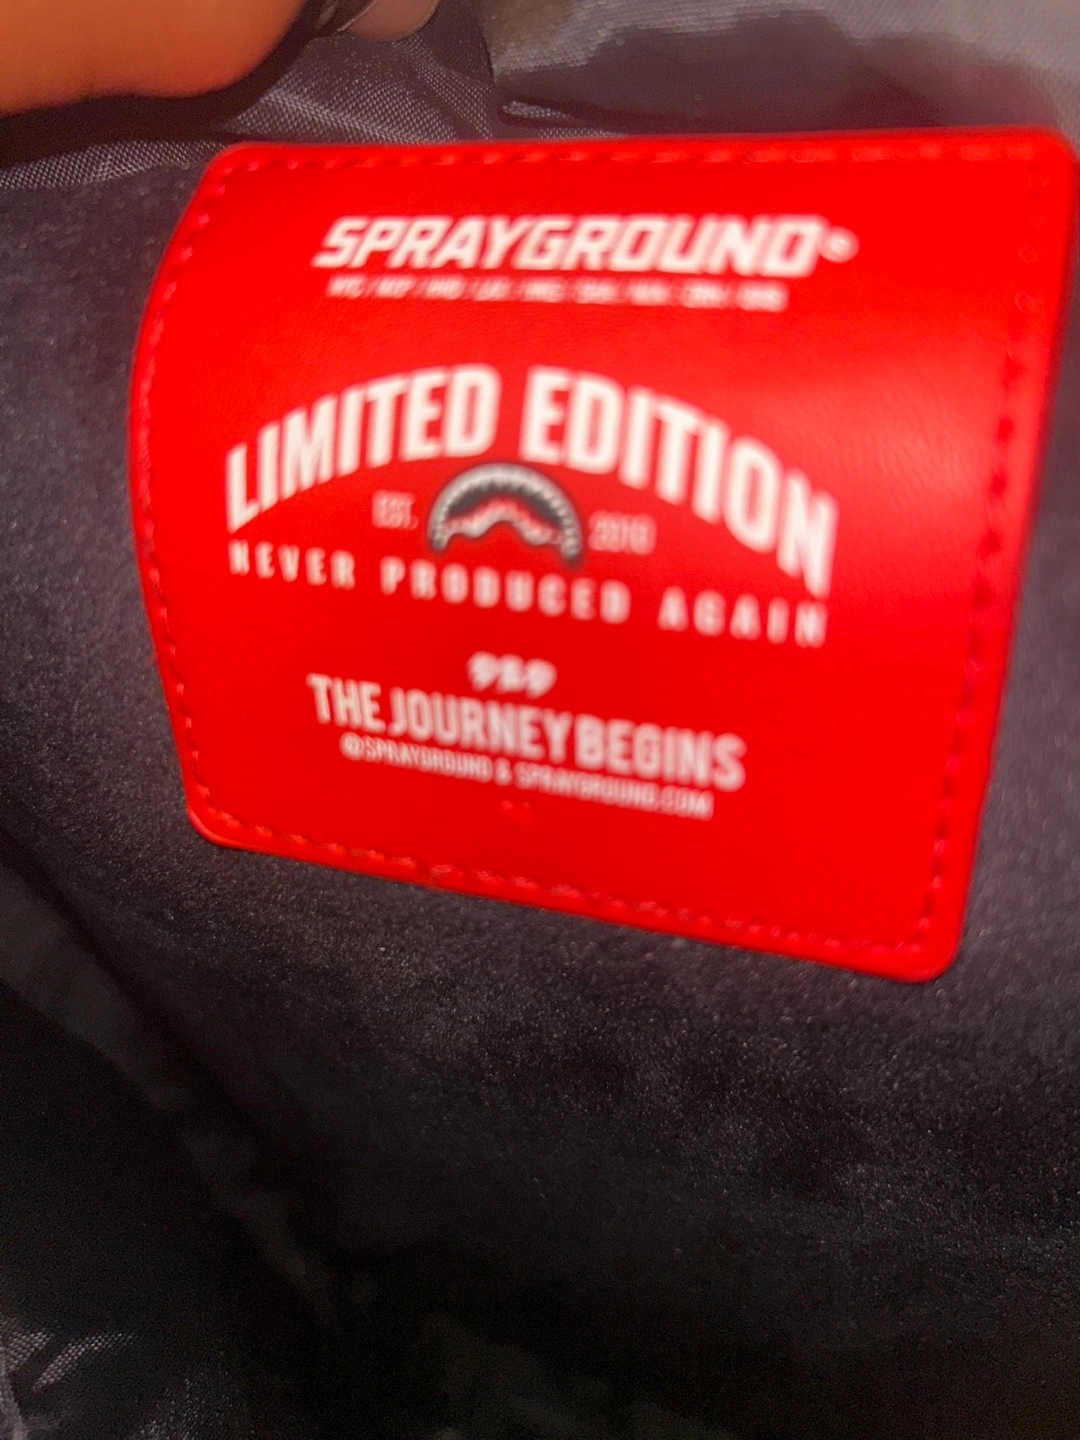 SPRAYGROUND®
LIMITED EDITION
EST. 2010
NEVER PRODUCED AGAIN
THE JOURNEY BEGINS
@SPRAYGROUND & SPRAYGROUND.COM